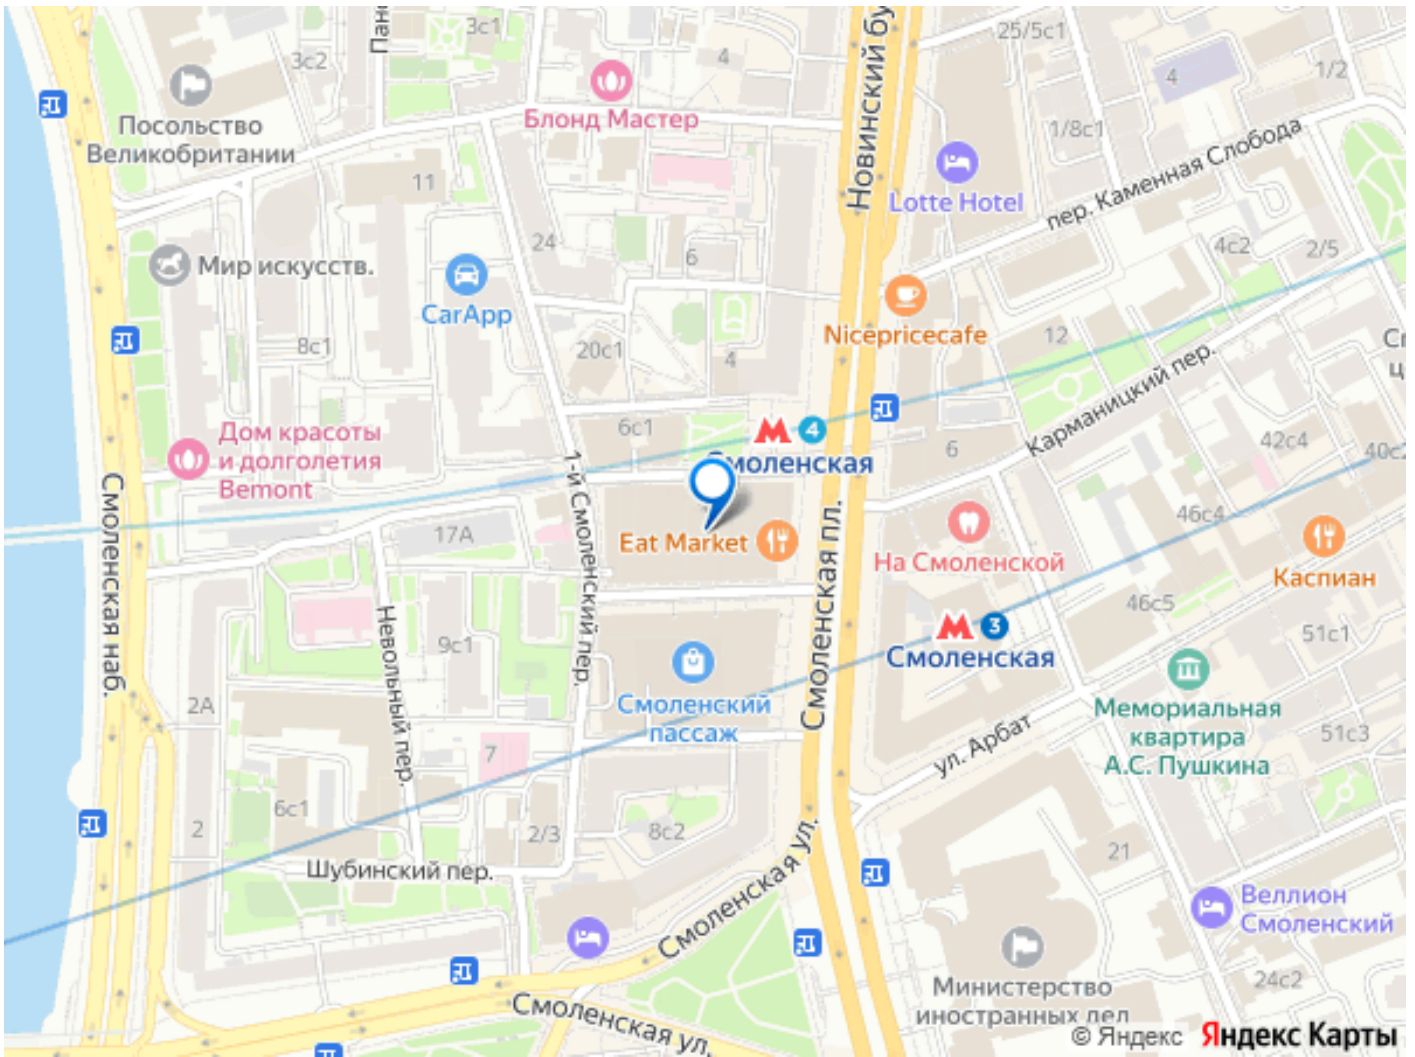 3с1
25/5с1
Новинский бу
3с2
4
4
1/2
Посольство
Великобритании
Блонд Мастер
1/8с1
пер. Каменная Слобода
11
Lotte Hotel
24
6
4с2
2/5
Мир искусств.
CarApp
Nicepricecafe
12
8с1
20с1
4
Карманицкий пер.
6с1
4
Смоленская
6
42с4
40с2
Дом красоты
и долголетия
Bemont
1-й Смоленский пер.
Смоленская наб.
17А
Eat Market
Смоленская пл.
46с4
На Смоленской
Каспиан
46с5
3
Смоленская
51с1
Невольный пер.
9с1
2А
Смоленский
пассаж
Мемориальная
квартира
А.С. Пушкина
51с3
7
ул. Арбат
6с1
2
2/3
8с2
21
Шубинский пер.
Смоленская ул.
Веллион
Смоленский
24с2
Министерство
иностранных дел
Смоленская ул.
© Яндекс Яндекс Карты